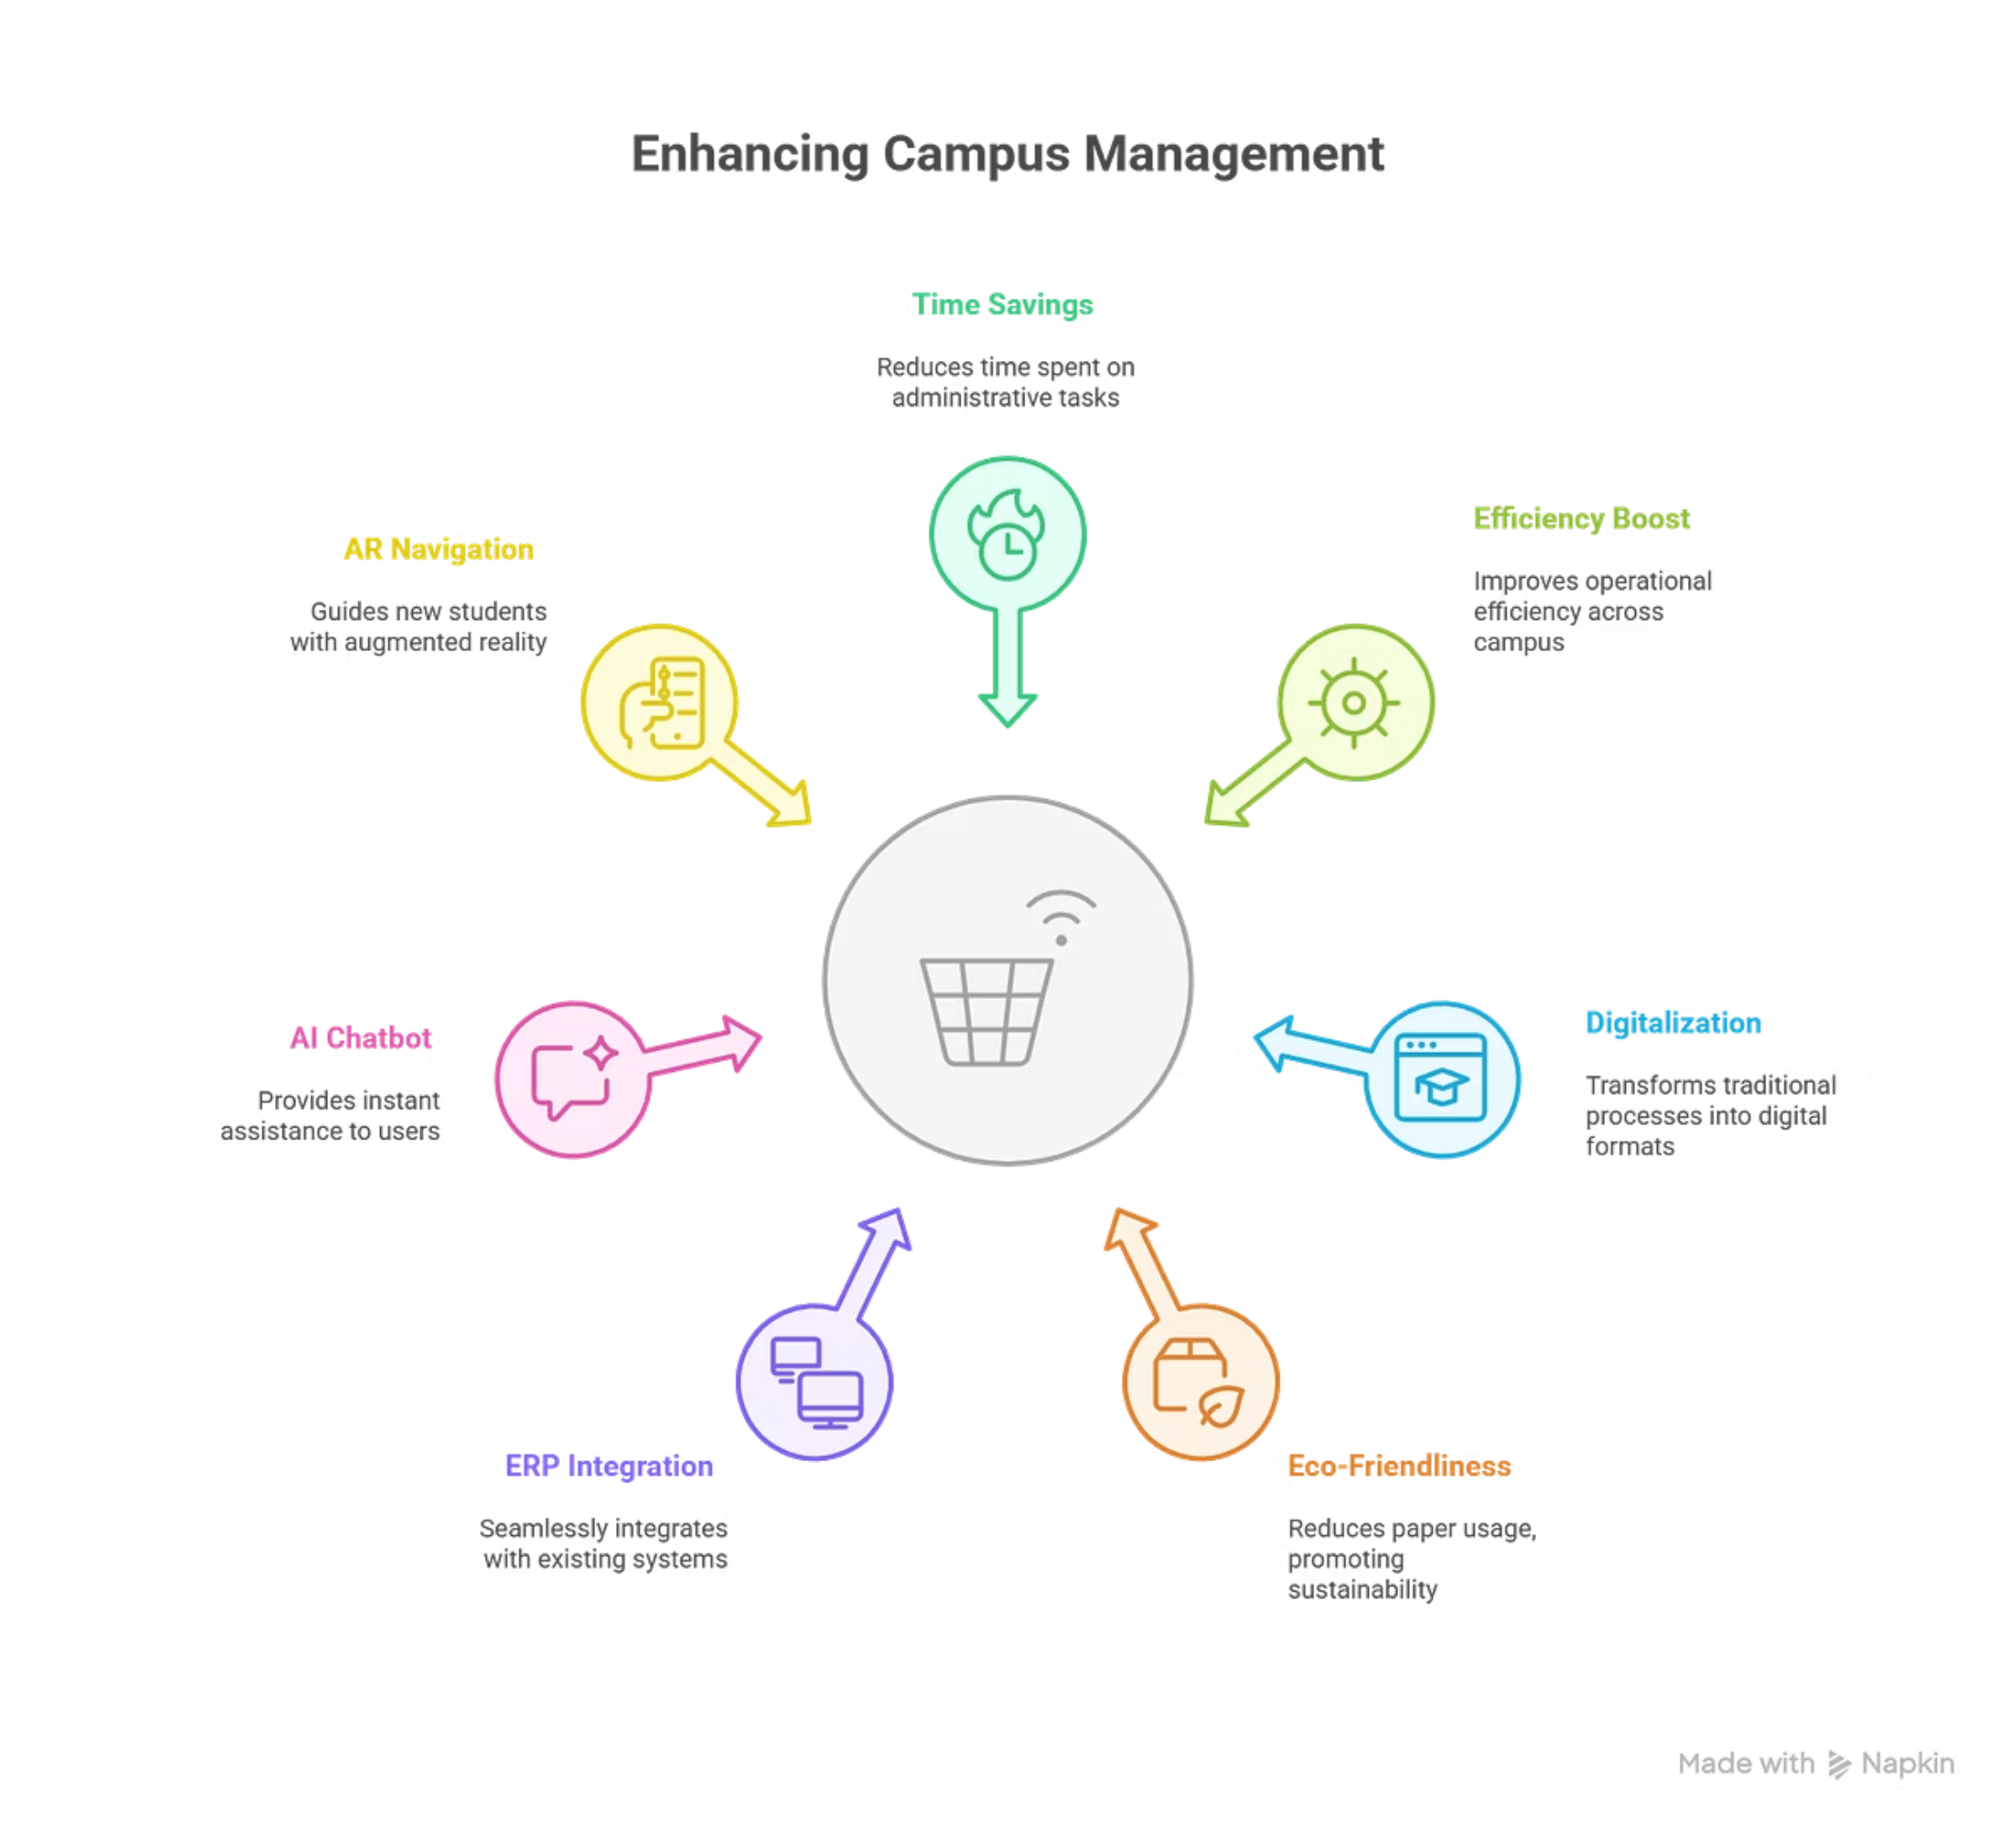 Enhancing Campus Management
Time Savings
Reduces time spent on
administrative tasks
Efficiency Boost
Improves operational
efficiency across
campus
AR Navigation
Guides new students
with augmented reality
Digitalization
Transforms traditional
processes into digital
formats
AI Chatbot
Provides instant
assistance to users
ERP Integration
Seamlessly integrates
with existing systems
Eco-Friendliness
Reduces paper usage,
promoting
sustainability
Made with Napkin